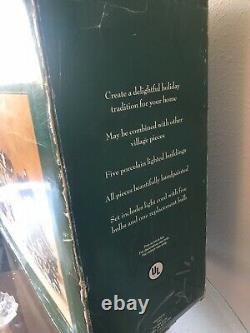 Create a delightful holiday
tradition for your home
May be combined with other
village pieces
Five porcelain lighted buildings
All pieces beautifully handpainted
Set includes light cord with five
bulbs and one replacement bulb
UL